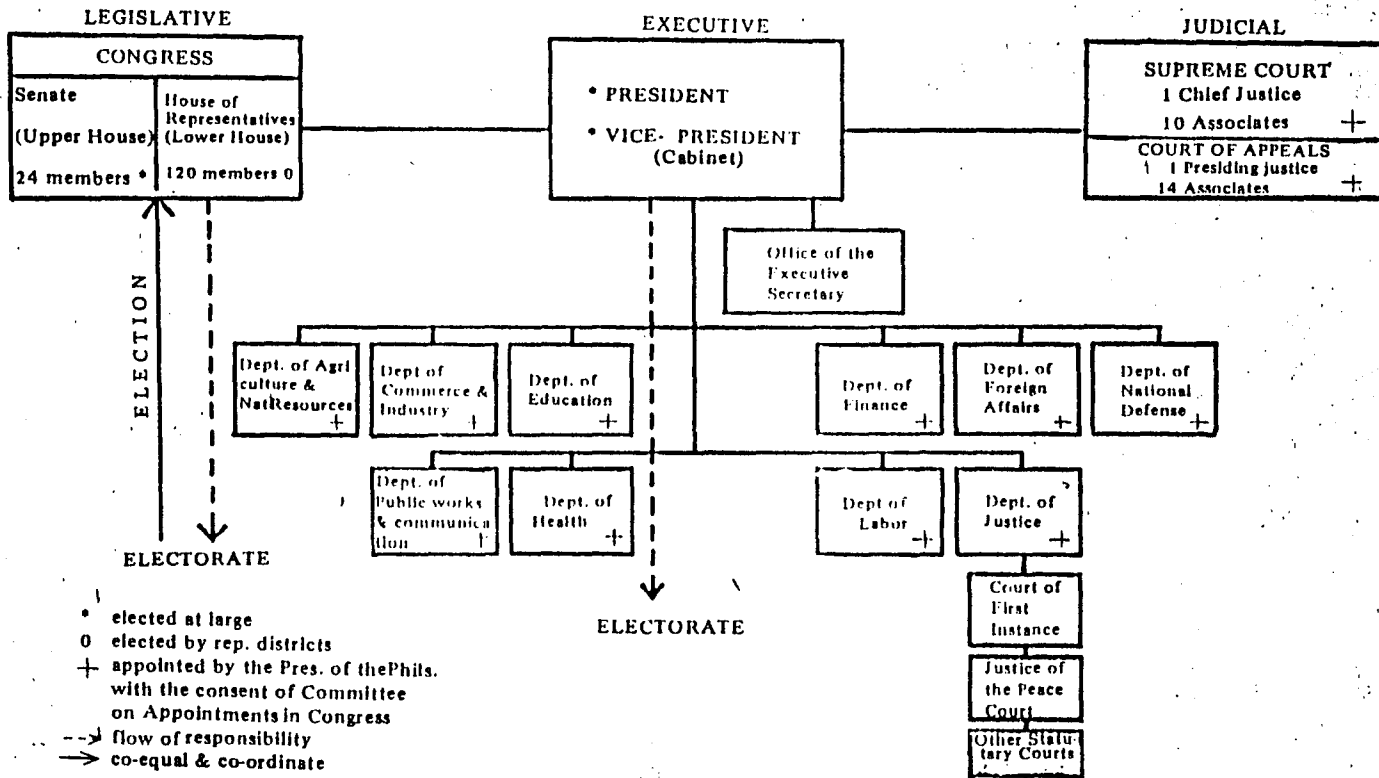 LEGISLATIVE
CONGRESS
Senate
(Upper House)
24 members *
House of
Representatives
(Lower House)
120 members 0
EXECUTIVE
* PRESIDENT
* VICE- PRESIDENT
(Cabinet)
JUDICIAL
SUPREME COURT
1 Chief Justice
10 Associates +
COURT OF APPEALS
1 Presiding justice
14 Associates +
Office of the
Executive
Secretary
ELECTION
Dept. of Agri
culture &
Natl Resources +
Dept of
Commerce &
Industry +
Dept. of
Education +
Dept. of
Finance +
Dept. of
Foreign
Affairs +
Dept. of
National
Defense +
Dept. of
Public works
& communica
tion +
Dept. of
Health +
Dept of
Labor +
Dept. of
Justice +
Court of
First
Instance
Justice of
the Peace
Court
Other Statu-
tary Courts
ELECTORATE
ELECTORATE
* elected at large
0 elected by rep. districts
+ appointed by the Pres. of thePhils.
with the consent of Committee
on Appointments in Congress
--> flow of responsibility
→ co-equal & co-ordinate